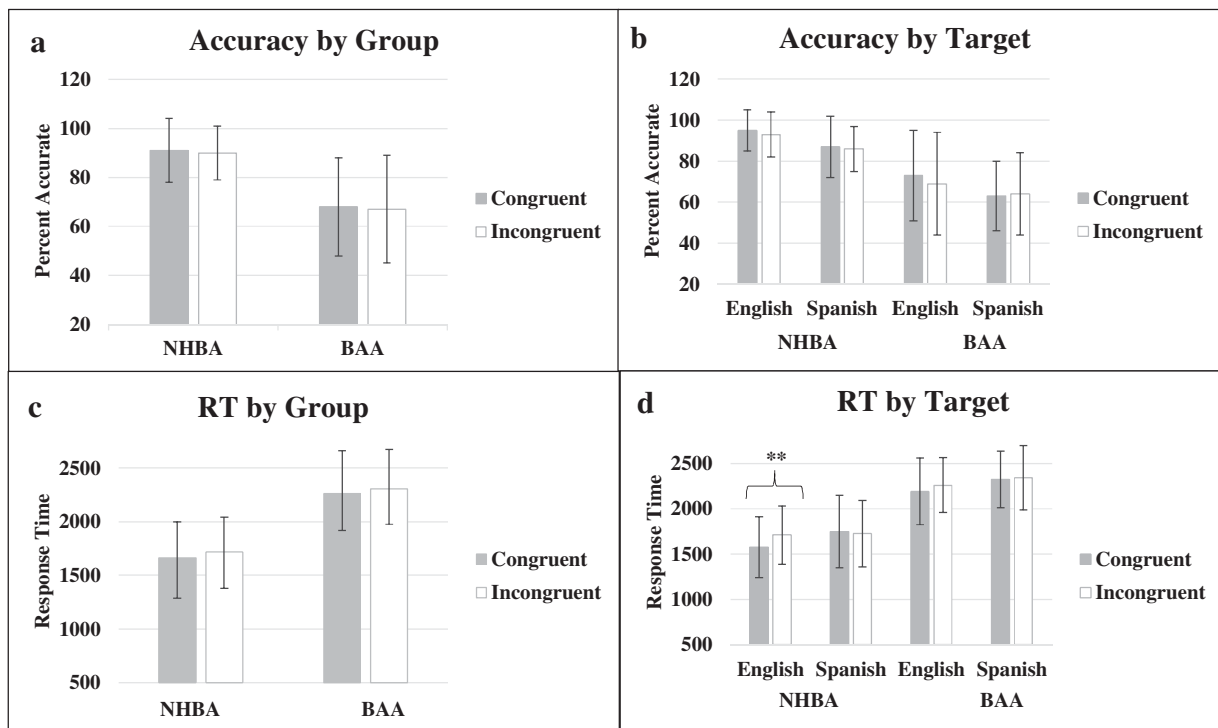 a
Accuracy by Group
120
100
80
60
40
20
Percent Accurate
NHBA BAA
Congruent
Incongruent
b
Accuracy by Target
120
100
80
60
40
20
Percent Accurate
English Spanish English Spanish
NHBA BAA
Congruent
Incongruent
c
RT by Group
2500
2000
1500
1000
500
Response Time
NHBA BAA
Congruent
Incongruent
d
RT by Target
2500
2000
1500
1000
500
Response Time
**
English Spanish English Spanish
NHBA BAA
Congruent
Incongruent